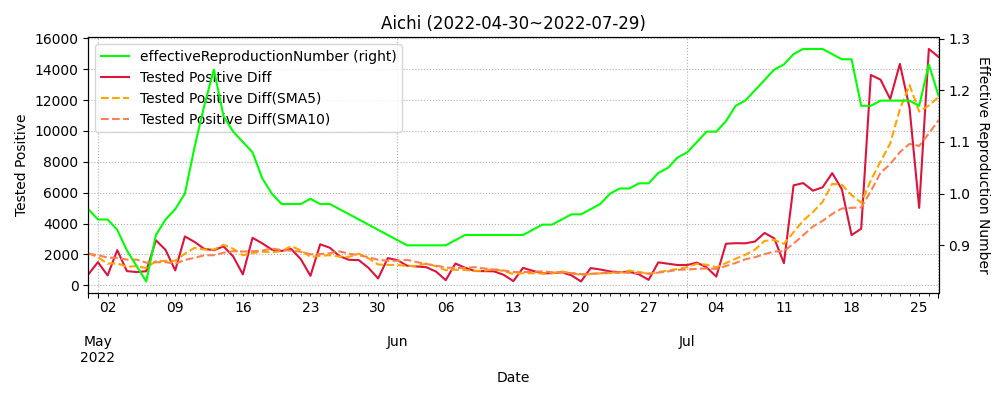 Aichi (2022-04-30~2022-07-29)
effectiveReproductionNumber (right)
Tested Positive Diff
Tested Positive Diff(SMA5)
Tested Positive Diff(SMA10)
Tested Positive
16000
14000
12000
10000
8000
6000
4000
2000
0
Effective Reproduction Number
1.3
1.2
1.1
1.0
0.9
02 09 16 23 30 06 13 20 27 04 11 18 25
May Jun Jul
2022
Date